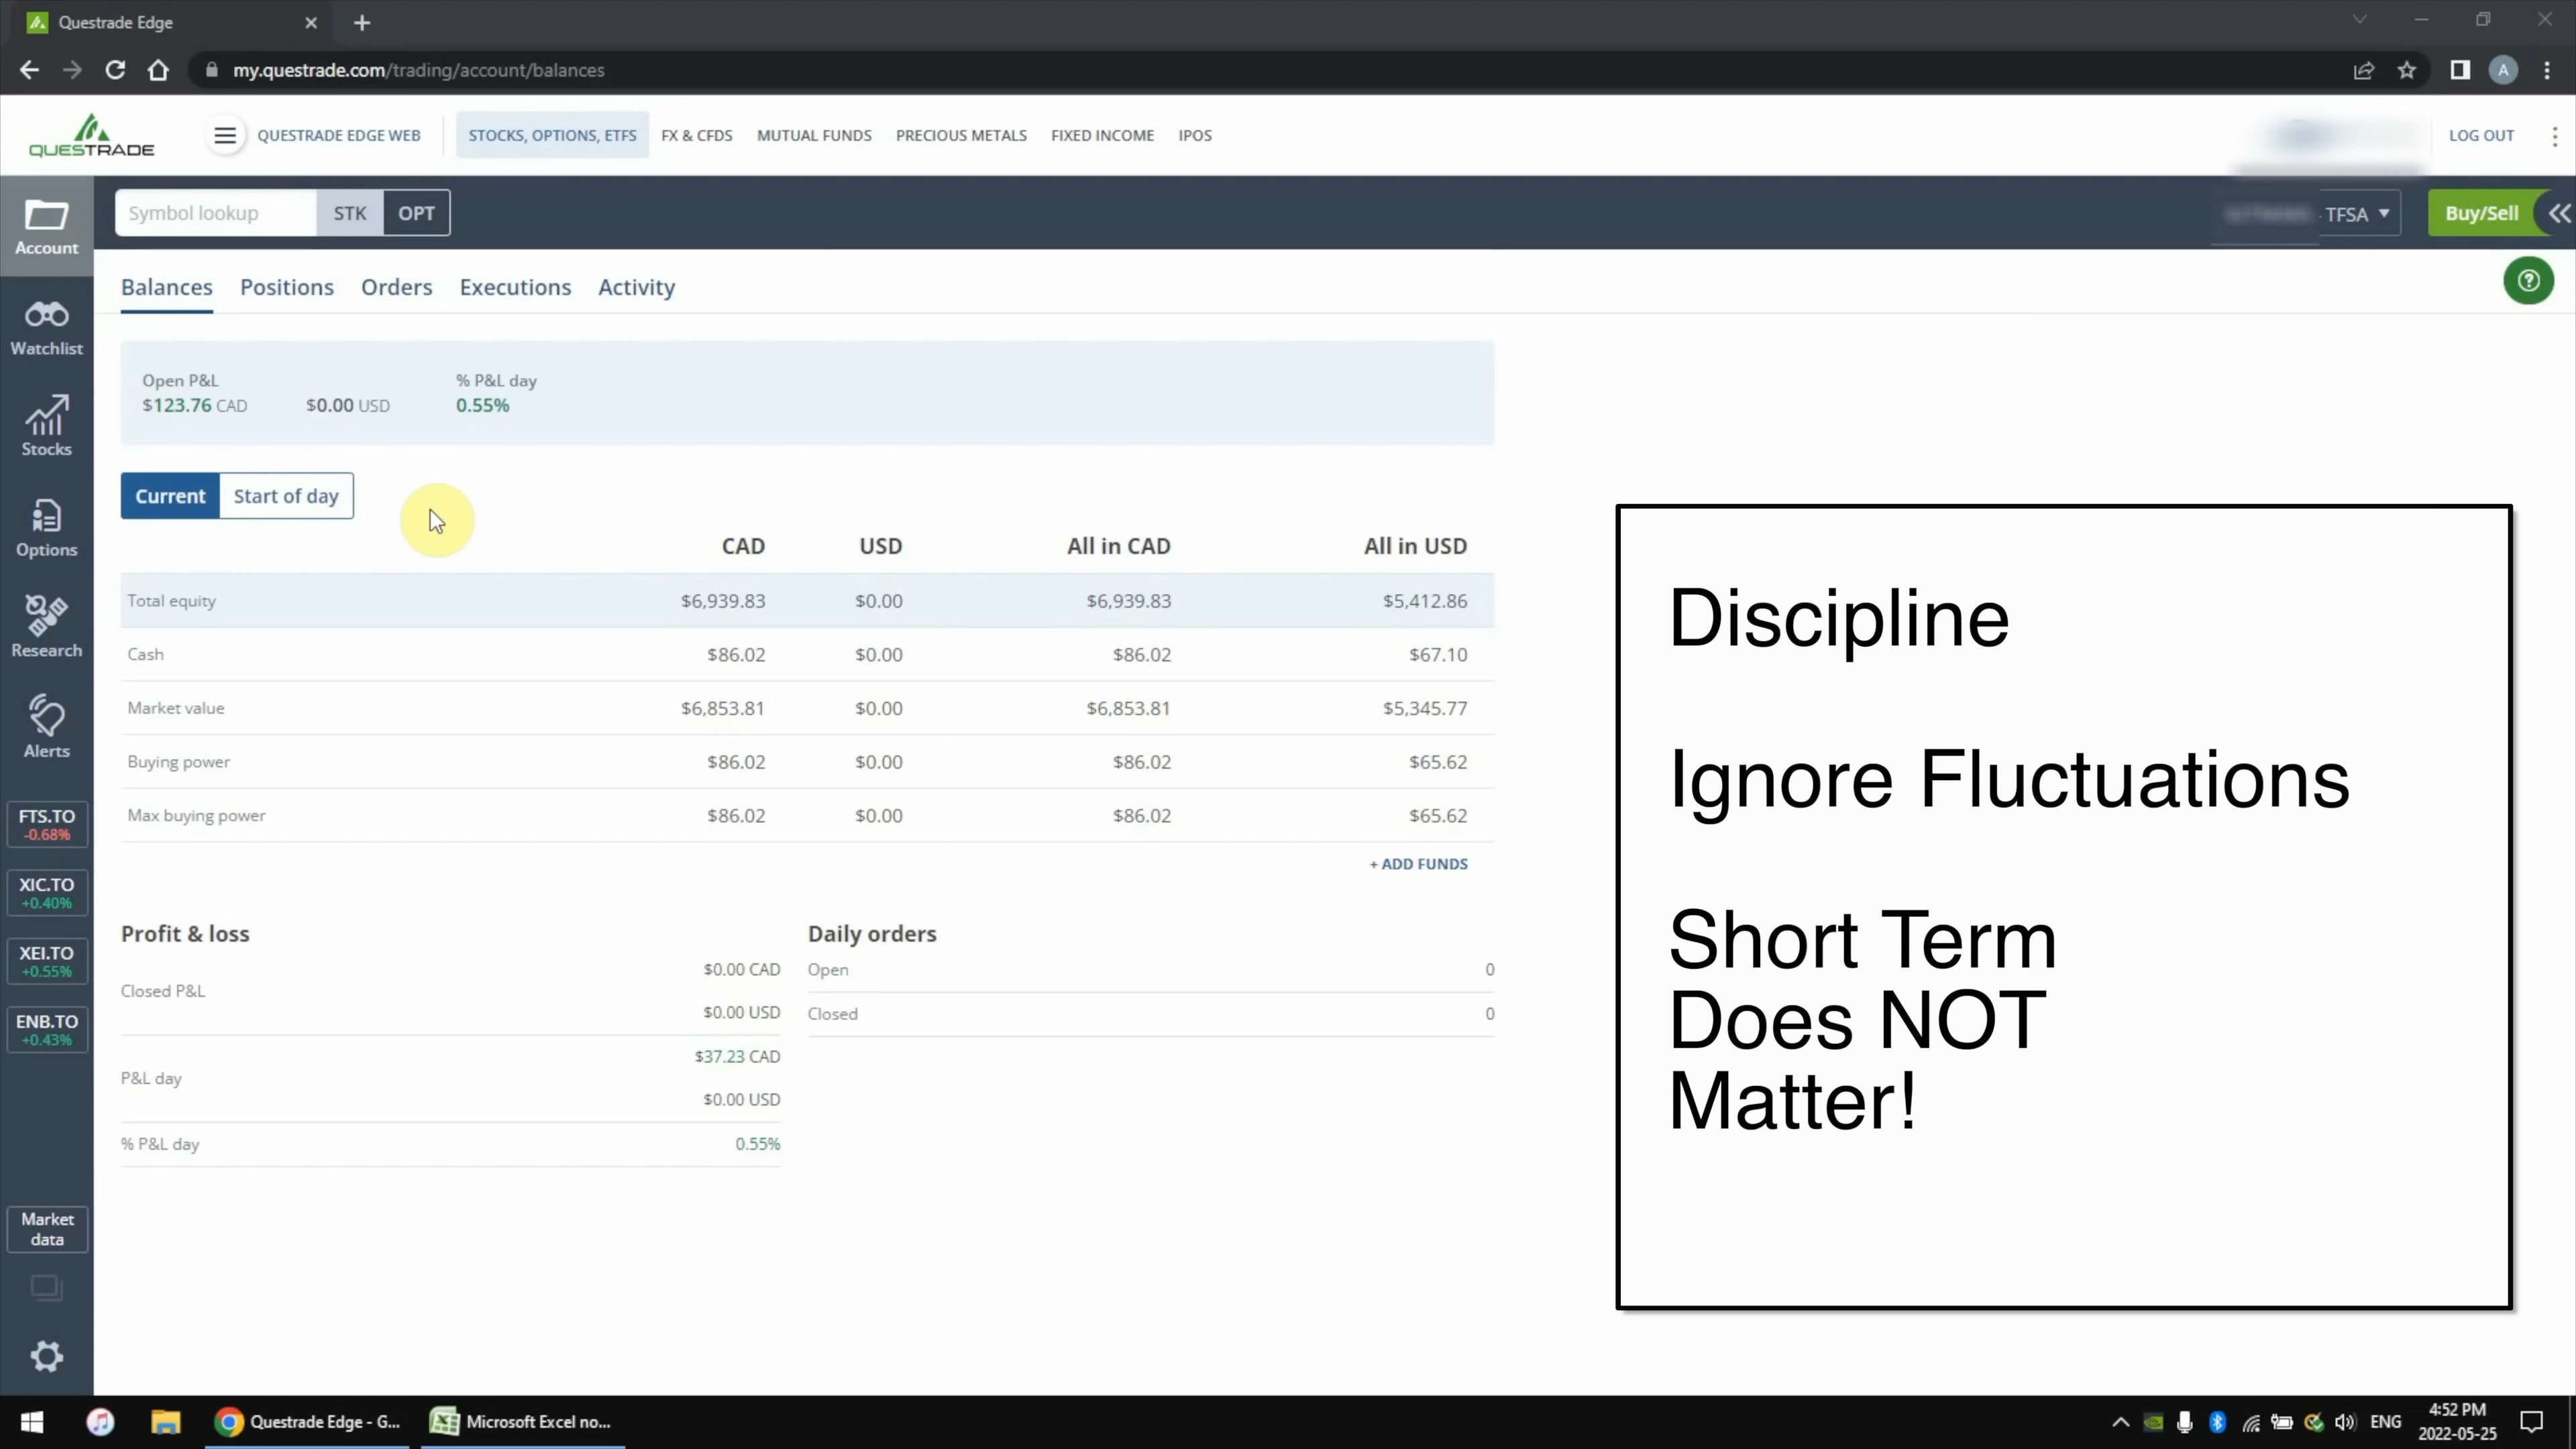 Questrade Edge
my.questrade.com/trading/account/balances
A
QUESTRADE
QUESTRADE EDGE WEB
STOCKS, OPTIONS, ETFS
FX & CFDS
MUTUAL FUNDS
PRECIOUS METALS
FIXED INCOME
IPOS
LOG OUT
Symbol lookup
STK
OPT
TFSA
Buy/Sell
Account
Watchlist
Stocks
Options
Research
Alerts
FTS.TO
-0.68%
XIC.TO
+0.40%
XEI.TO
+0.55%
ENB.TO
+0.43%
Market
data
Balances Positions Orders Executions Activity
?
Open P&L % P&L day
$123.76 CAD $0.00 USD 0.55%
Current Start of day
CAD USD All in CAD All in USD
Total equity $6,939.83 $0.00 $6,939.83 $5,412.86
Cash $86.02 $0.00 $86.02 $67.10
Market value $6,853.81 $0.00 $6,853.81 $5,345.77
Buying power $86.02 $0.00 $86.02 $65.62
Max buying power $86.02 $0.00 $86.02 $65.62
+ ADD FUNDS
Profit & loss
Closed P&L
$0.00 CAD
$0.00 USD
P&L day
$37.23 CAD
$0.00 USD
% P&L day 0.55%
Daily orders
Open 0
Closed 0
Discipline
Ignore Fluctuations
Short Term
Does NOT
Matter!
Questrade Edge - G...
Microsoft Excel no...
ENG
4:52 PM
2022-05-25